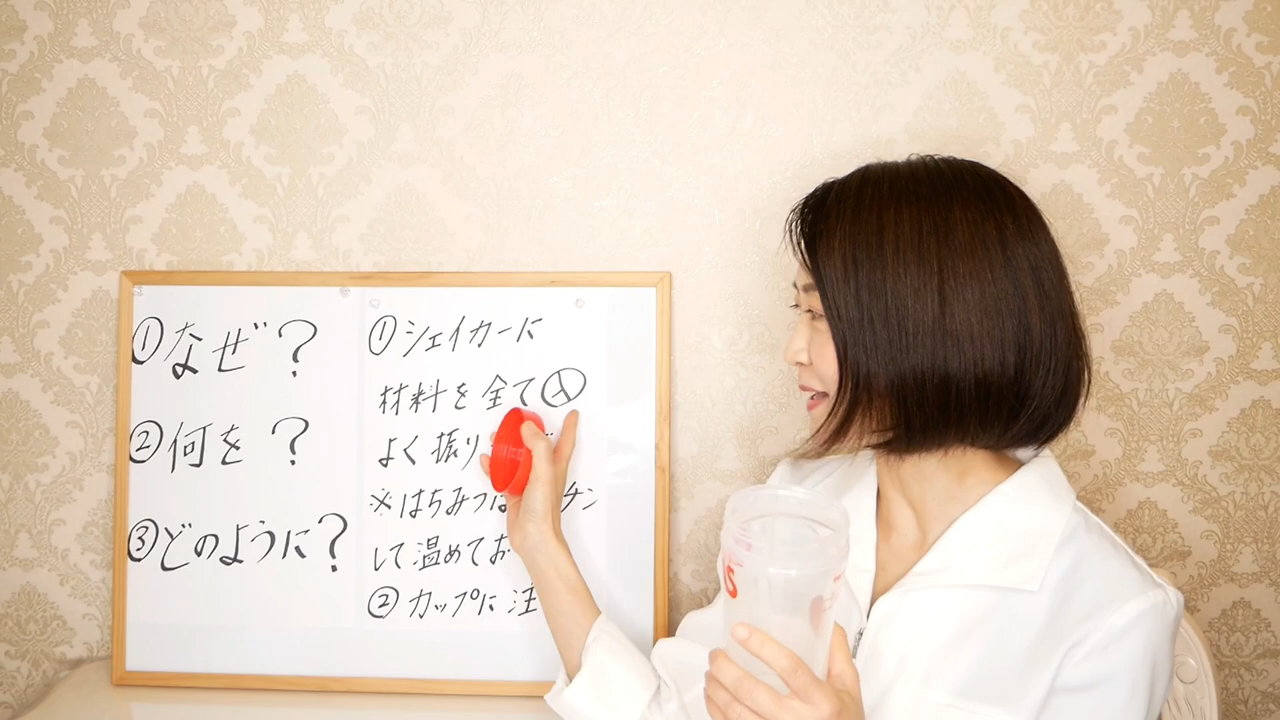 ①なぜ？
②何を？
③どのように？
①シェイカーに
材料を全て㊅
よく振り
※はちみつは チン
して温めてお
②カップに注
S